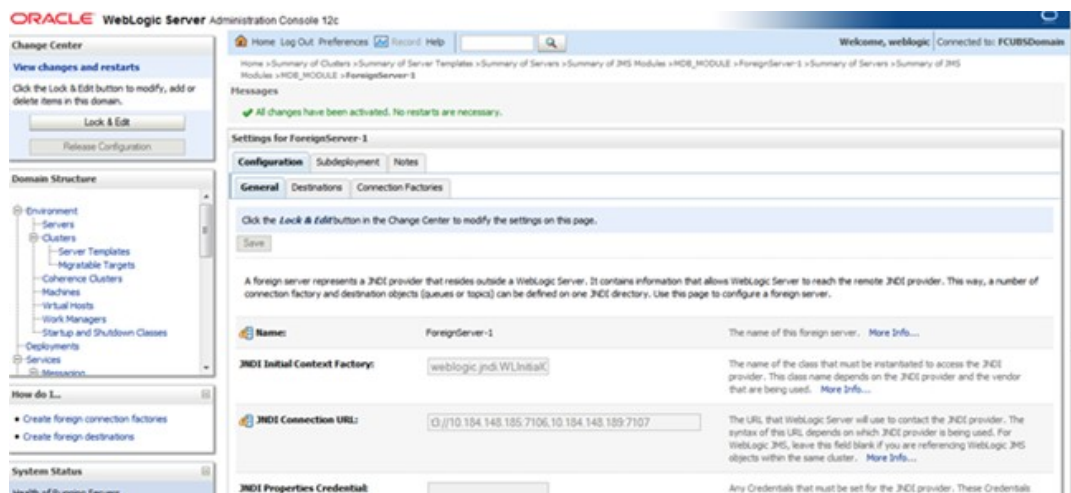 ORACLE WebLogic Server Administration Console 12c
Change Center
View changes and restarts
Click the Lock & Edit button to modify, add or
delete items in this domain.
Lock & Edit
Release Configuration
Domain Structure
Environment
Servers
Clusters
Server Templates
Migratable Targets
Coherence Clusters
Machines
Virtual Hosts
Work Managers
Startup and Shutdown Classes
Deployments
Services
Messaging
How do I...
Create foreign connection factories
Create foreign destinations
System Status
Health of Running Servers
Home Log Out Preferences Record Help
Welcome, weblogic Connected to: FCUBSDomain
Home >Summary of Clusters >Summary of Server Templates >Summary of Servers >Summary of JMS Modules >MDB_MODULE >ForeignServer-1 >Summary of Servers >Summary of JMS
Modules >MDB_MODULE >ForeignServer-1
Messages
All changes have been activated. No restarts are necessary.
Settings for ForeignServer-1
Configuration Subdeployment Notes
General Destinations Connection Factories
Click the Lock & Edit button in the Change Center to modify the settings on this page.
Save
A foreign server represents a JNDI provider that resides outside a WebLogic Server. It contains information that allows WebLogic Server to reach the remote JNDI provider. This way, a number of
connection factory and destination objects (queues or topics) can be defined on one JNDI directory. Use this page to configure a foreign server.
Name: ForeignServer-1 The name of this foreign server. More Info...
JNDI Initial Context Factory: weblogic.jndi.WLInitialC The name of the class that must be instantiated to access the JNDI
provider. This class name depends on the JNDI provider and the vendor
that are being used. More Info...
JNDI Connection URL: t3://10.184.148.185:7106,10.184.148.189:7107 The URL that WebLogic Server will use to contact the JNDI provider. The
syntax of this URL depends on which JNDI provider is being used. For
WebLogic JMS, leave this field blank if you are referencing WebLogic JMS
objects within the same cluster. More Info...
JNDI Properties Credential: Any Credentials that must be set for the JNDI provider. These Credentials